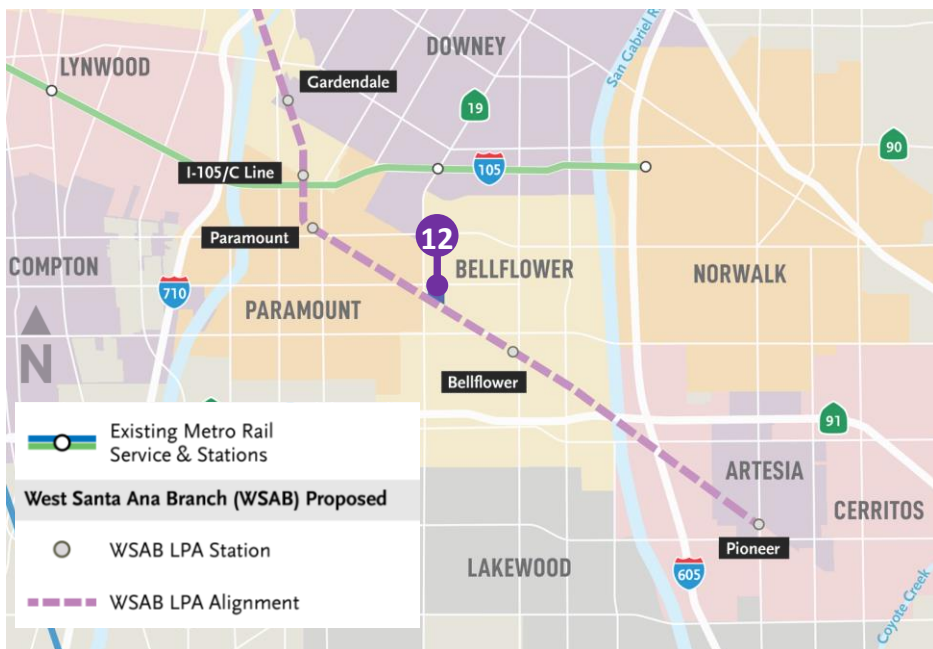 DOWNEY
San Gabriel R
LYNWOOD
Gardendale
19
90
I-105/C Line
105
Paramount
12
COMPTON
BELLFLOWER
NORWALK
710
PARAMOUNT
N
Bellflower
Existing Metro Rail
Service & Stations
91
West Santa Ana Branch (WSAB) Proposed
ARTESIA
CERRITOS
WSAB LPA Station
Pioneer
LAKEWOOD
605
WSAB LPA Alignment
Coyote Creek